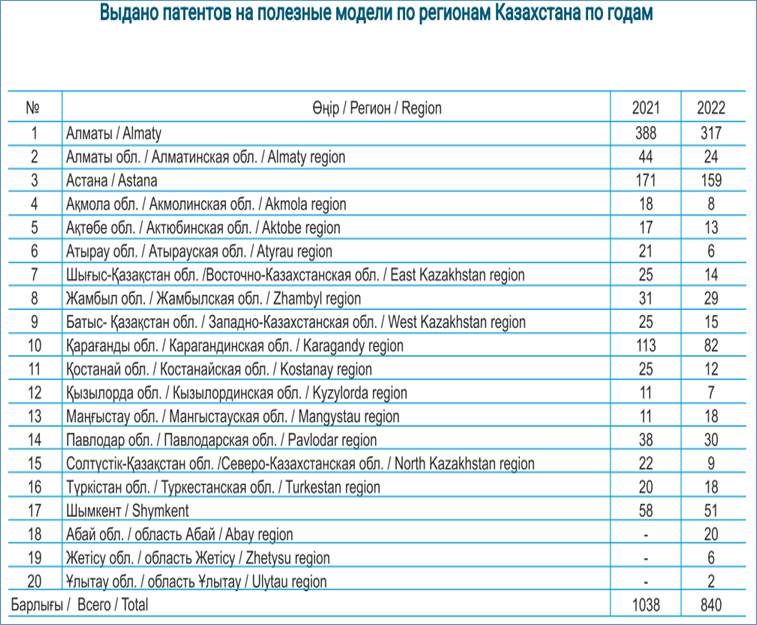 Выдано патентов на полезные модели по регионам Казахстана по годам
№ Өңір / Регион / Region 2021 2022
1 Алматы / Almaty 388 317
2 Алматы обл. / Алматинская обл. / Almaty region 44 24
3 Астана / Astana 171 159
4 Ақмола обл. / Акмолинская обл. / Akmola region 18 8
5 Ақтөбе обл. / Актюбинская обл. / Aktobe region 17 13
6 Атырау обл. / Атырауская обл. / Atyrau region 21 6
7 Шығыс-Қазақстан обл. /Восточно-Казахстанская обл. / East Kazakhstan region 25 14
8 Жамбыл обл. / Жамбылская обл. / Zhambyl region 31 29
9 Батыс- Қазақстан обл. / Западно-Казахстанская обл. / West Kazakhstan region 25 15
10 Қарағанды обл. / Карагандинская обл. / Karagandy region 113 82
11 Қостанай обл. / Костанайская обл. / Kostanay region 25 12
12 Қызылорда обл. / Кызылординская обл. / Kyzylorda region 11 7
13 Маңғыстау обл. / Мангыстауская обл. / Mangystau region 11 18
14 Павлодар обл. / Павлодарская обл. / Pavlodar region 38 30
15 Солтүстік-Қазақстан обл. /Северо-Казахстанская обл. / North Kazakhstan region 22 9
16 Түркістан обл. / Туркестанская обл. / Turkestan region 20 18
17 Шымкент / Shymkent 58 51
18 Абай обл. / область Абай / Abay region - 20
19 Жетісу обл. / область Жетісу / Zhetysu region - 6
20 Ұлытау обл. / область Ұлытау / Ulytau region - 2
Барлығы / Всего / Total 1038 840